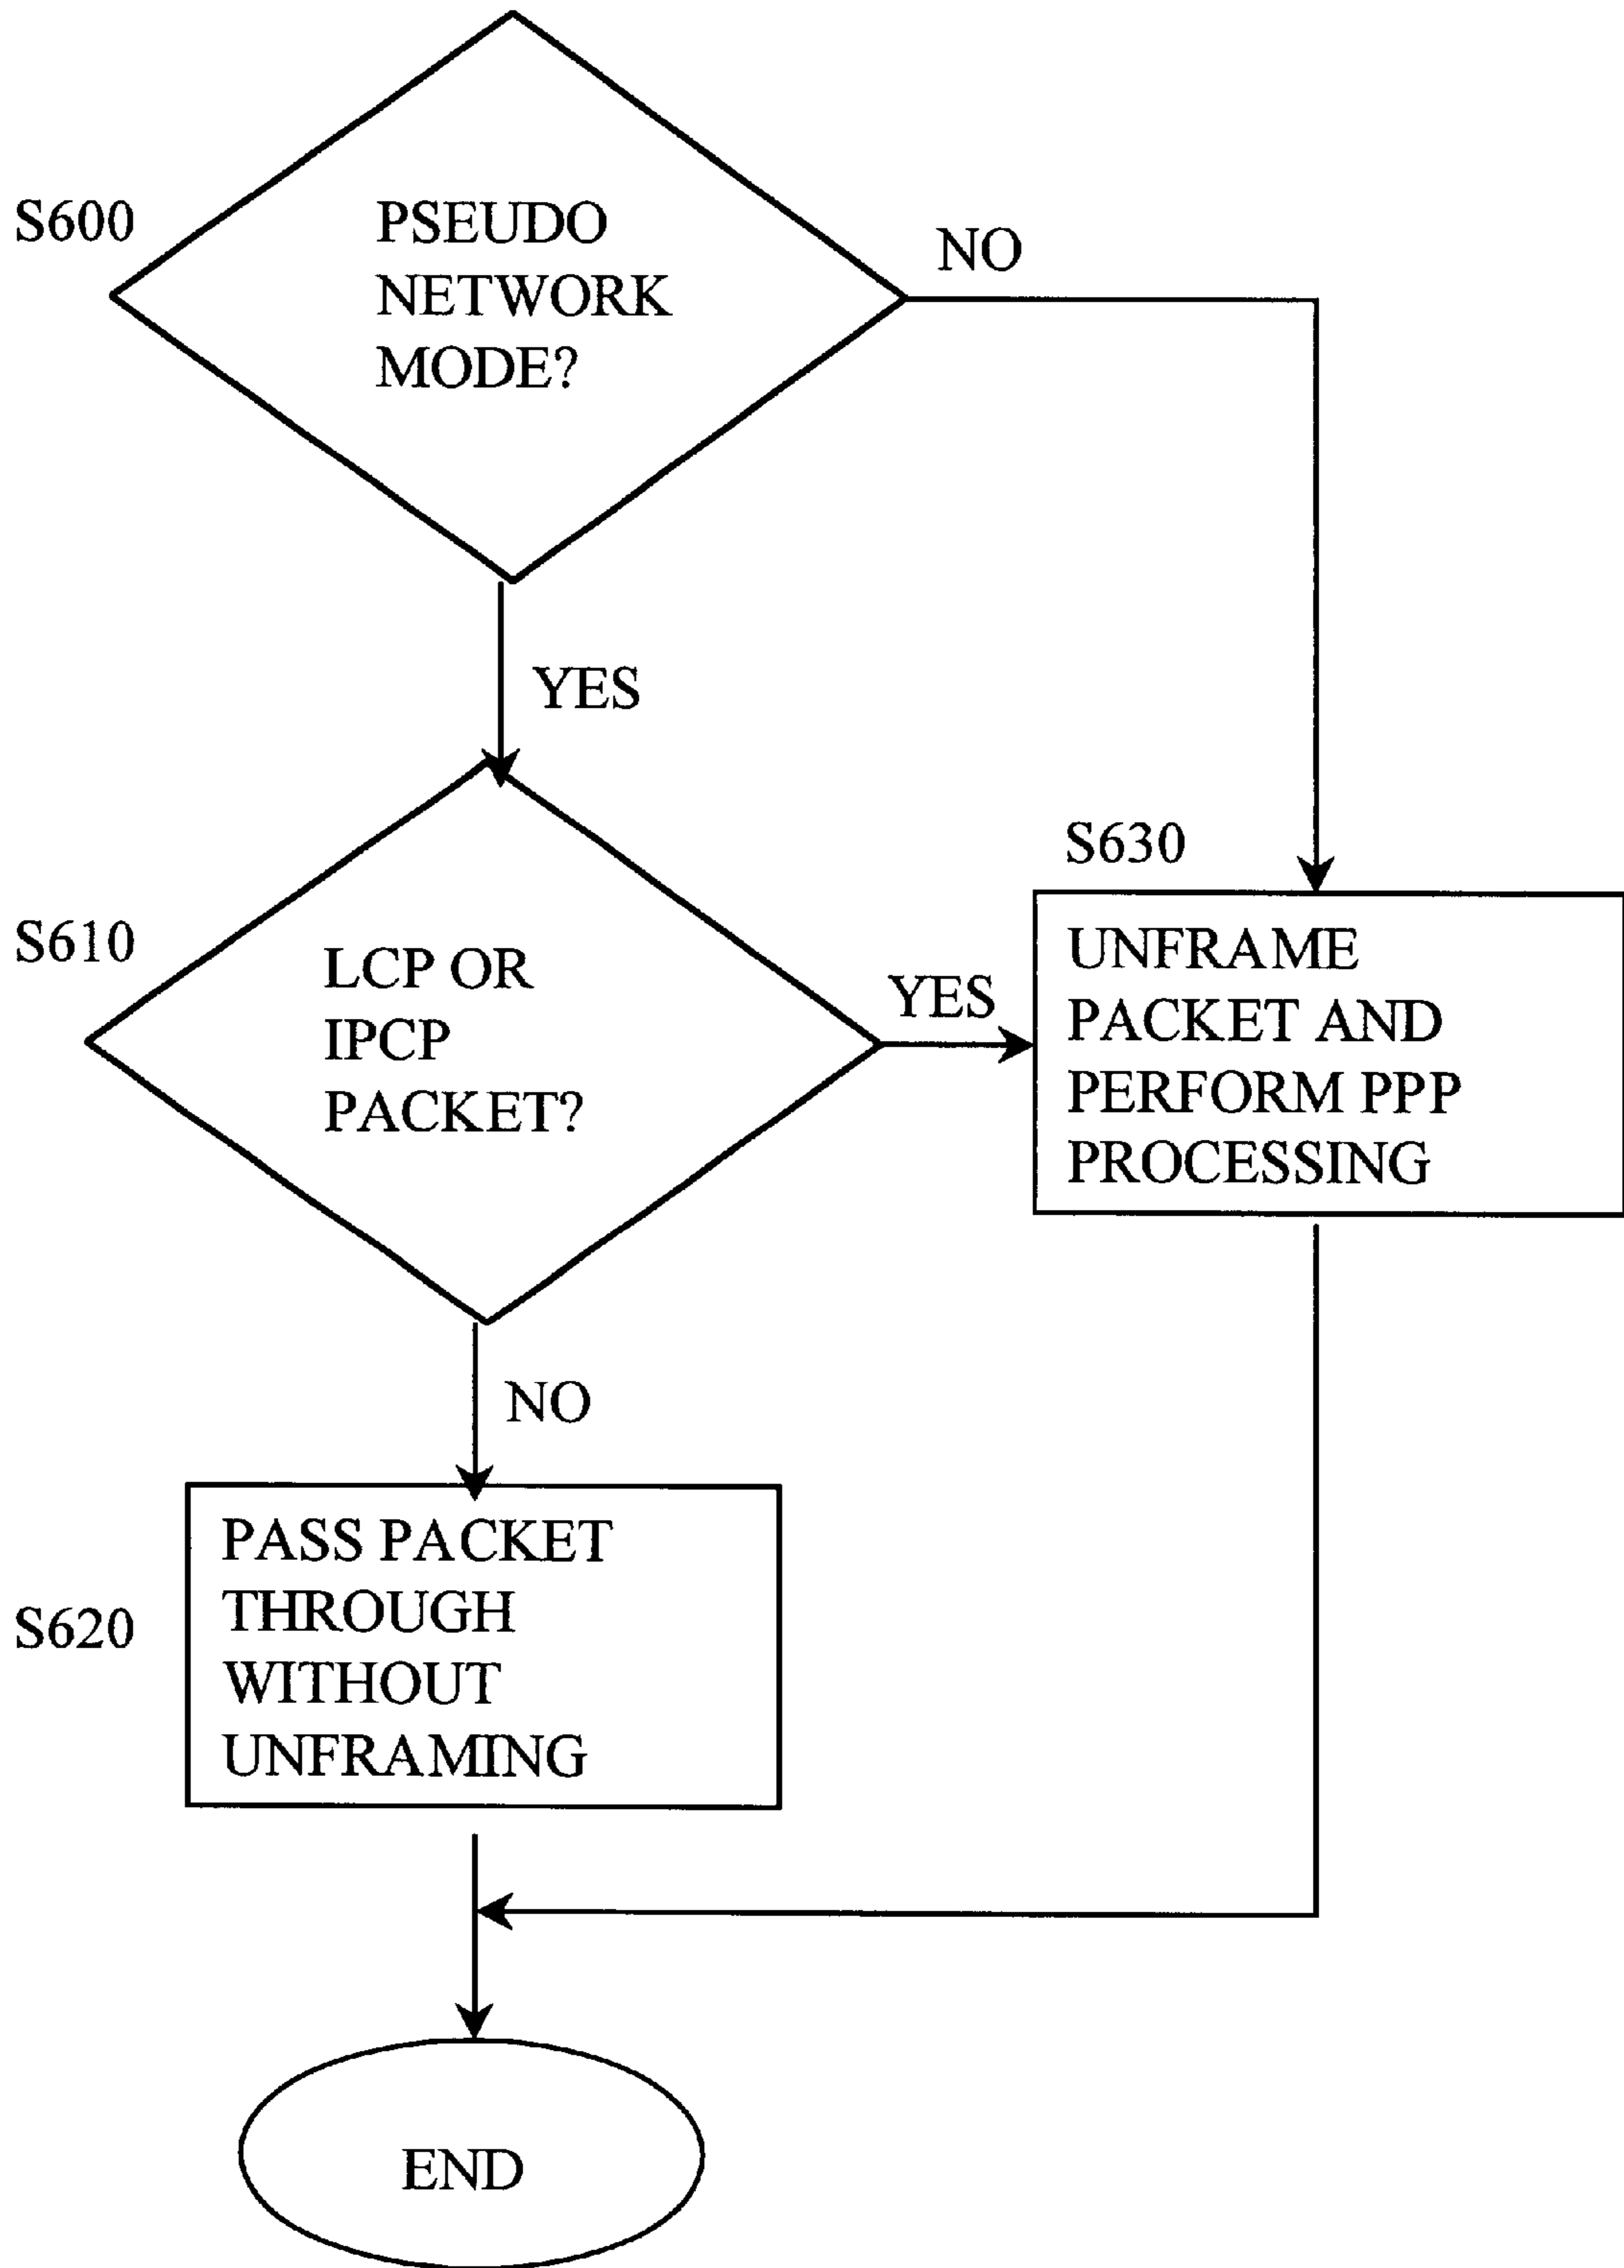 S600
PSEUDO
NETWORK
MODE?
NO
YES
S610
LCP OR
IPCP
PACKET?
YES
S630
UNFRAME
PACKET AND
PERFORM PPP
PROCESSING
NO
S620
PASS PACKET
THROUGH
WITHOUT
UNFRAMING
END